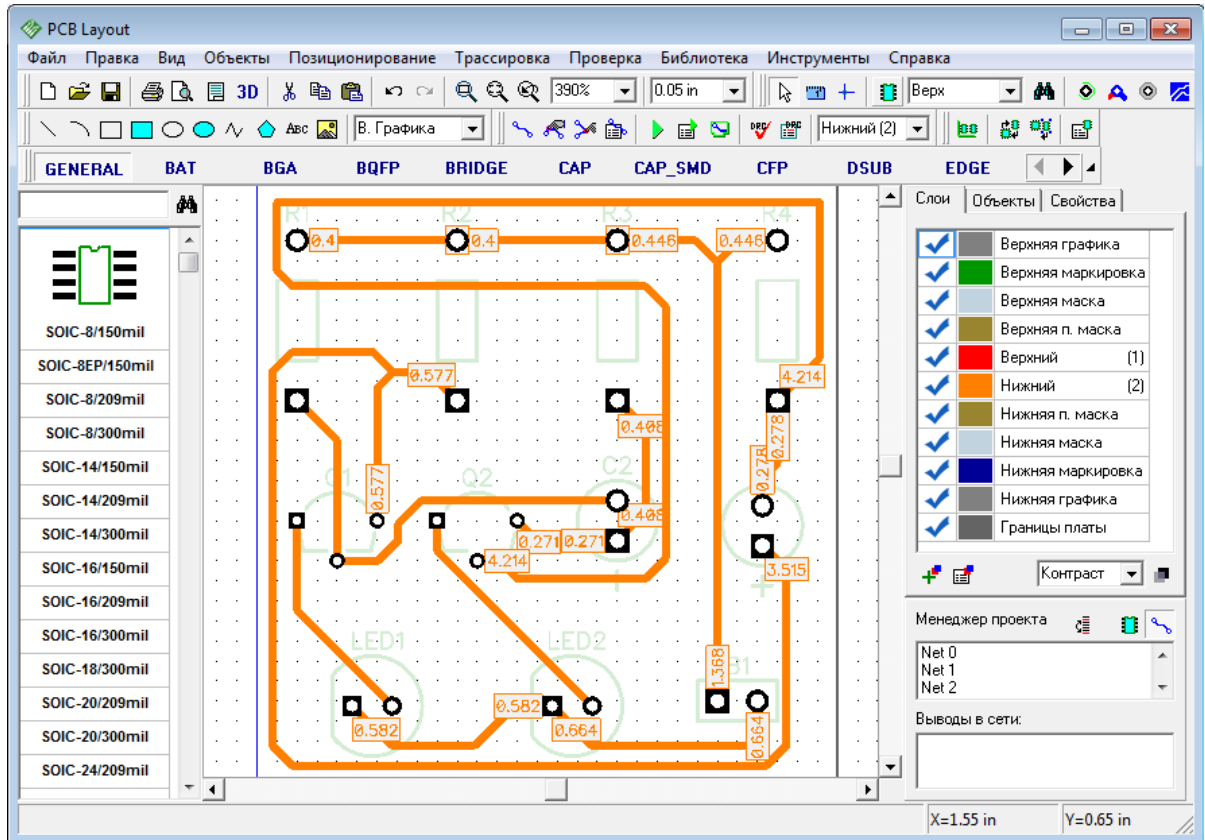 PCB Layout
Файл Правка Вид Объекты Позиционирование Трассировка Проверка Библиотека Инструменты Справка
3D 390% 0.05 in Верх
ABC В. Графика DRC DRC Нижний (2)
GENERAL BAT BGA BQFP BRIDGE CAP CAP_SMD CFP DSUB EDGE
SOIC-8/150mil
SOIC-8EP/150mil
SOIC-8/209mil
SOIC-8/300mil
SOIC-14/150mil
SOIC-14/209mil
SOIC-14/300mil
SOIC-16/150mil
SOIC-16/209mil
SOIC-16/300mil
SOIC-18/300mil
SOIC-20/209mil
SOIC-20/300mil
SOIC-24/209mil
R1 R2 R3 R4
0.4 0.4 0.446 0.446
0.577 4.214
0.408 0.278
0.278
Q1 Q2 C2
0.577
0.408
0.271 0.271
4.214 3.515
LED1 LED2 B1
1.368
0.582
0.582 0.664 0.664
Слои Объекты Свойства
Верхняя графика
Верхняя маркировка
Верхняя маска
Верхняя п. маска
Верхний (1)
Нижний (2)
Нижняя п. маска
Нижняя маска
Нижняя маркировка
Нижняя графика
Границы платы
Контраст
Менеджер проекта
Net 0
Net 1
Net 2
Выводы в сети:
X=1.55 in Y=0.65 in